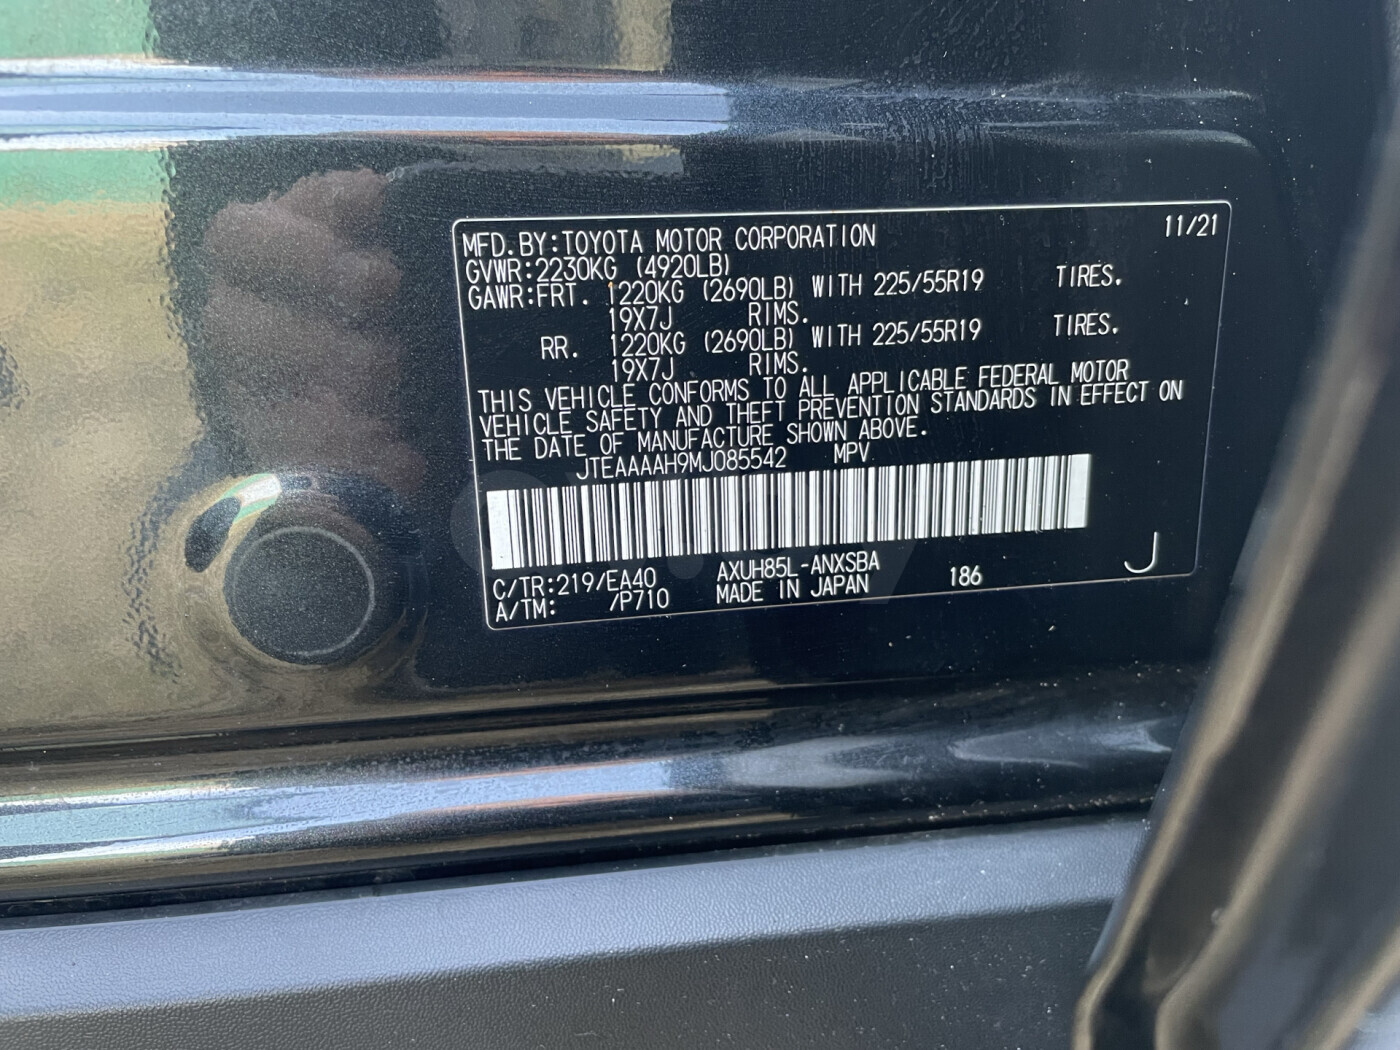 MFD.BY:TOYOTA MOTOR CORPORATION 11/21
GVWR:2230KG (4920LB)
GAWR:FRT. 1220KG (2690LB) WITH 225/55R19 TIRES.
19X7J RIMS.
RR. 1220KG (2690LB) WITH 225/55R19 TIRES.
19X7J RIMS.
THIS VEHICLE CONFORMS TO ALL APPLICABLE FEDERAL MOTOR
VEHICLE SAFETY AND THEFT PREVENTION STANDARDS IN EFFECT ON
THE DATE OF MANUFACTURE SHOWN ABOVE.
JTEAAAAH9MJ085542 MPV
C/TR:219/EA40 AXUH85L-ANXSBA 186 J
A/TM: /P710 MADE IN JAPAN